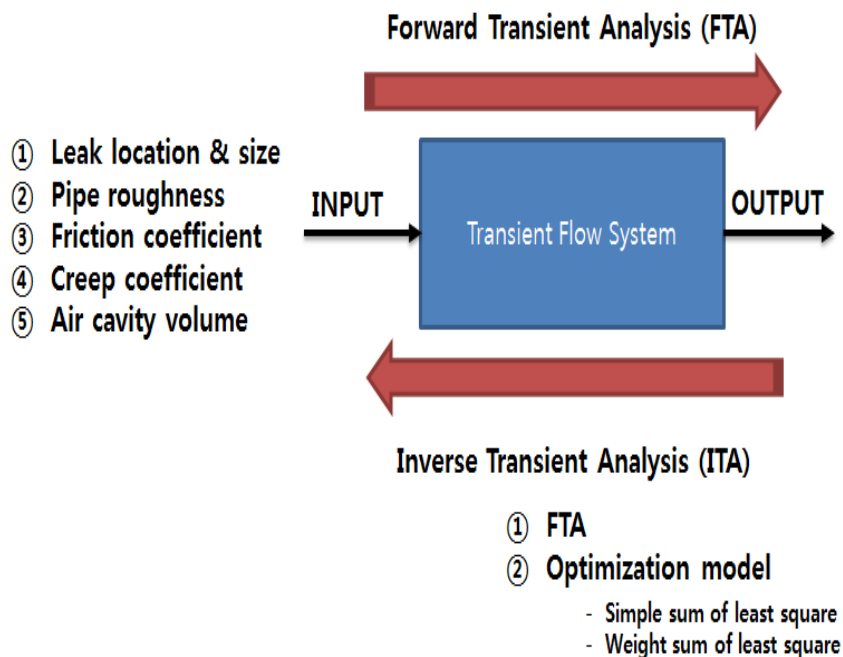 Forward Transient Analysis (FTA)
① Leak location & size
② Pipe roughness
③ Friction coefficient
④ Creep coefficient
⑤ Air cavity volume
INPUT
Transient Flow System
OUTPUT
Inverse Transient Analysis (ITA)
① FTA
② Optimization model
- Simple sum of least square
- Weight sum of least square